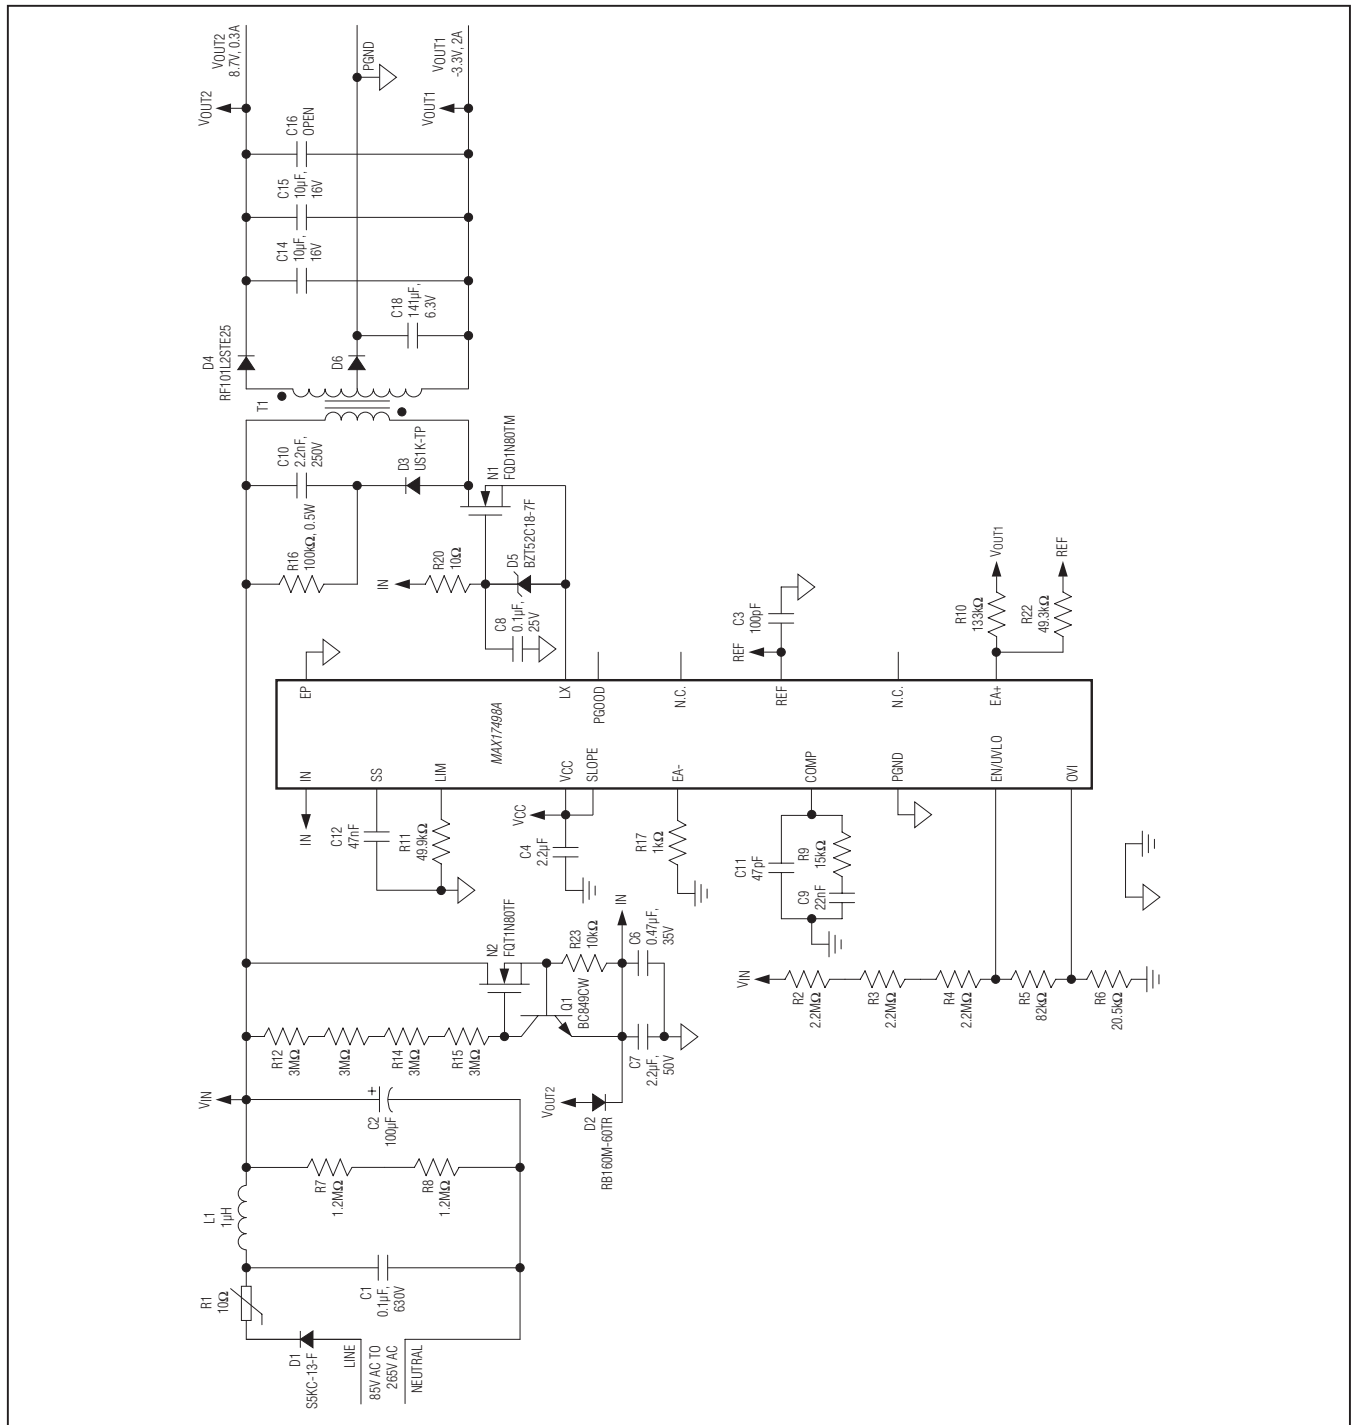 VOUT2
8.7V, 0.3A
VOUT2
PGND
VOUT1
-3.3V, 2A
VOUT1
C16
OPEN
C15
10µF,
16V
C14
10µF,
16V
C18
141µF,
6.3V
D4
RF101L2STE25
D6
T1
C10
2.2nF,
250V
D3
US1K-TP
N1
FQD1N80TM
R16
100kΩ, 0.5W
IN
R20
10Ω
D5
BZT52C18-7F
C8
0.1µF,
25V
C3
100pF
REF
VOUT1
R10
133kΩ
REF
R22
49.3kΩ
EP
LX
PGOOD
N.C.
REF
N.C.
EA+
MAX17498A
IN
SS
LIM
VCC
SLOPE
EA-
COMP
PGND
EN/UVLO
OVI
IN
C12
47nF
R11
49.9kΩ
VCC
C4
2.2µF
R17
1kΩ
C11
47pF
R9
15kΩ
C9
22nF
N2
FQT1N80TF
R23
10kΩ
IN
C6
0.47µF,
35V
Q1
BC849CW
C7
2.2µF,
50V
R12
3MΩ
3MΩ
R14
3MΩ
R15
3MΩ
VIN
R2
2.2MΩ
R3
2.2MΩ
R4
2.2MΩ
R5
82kΩ
R6
20.5kΩ
VIN
C2
+
100µF
VOUT2
D2
RB160M-60TR
R7
1.2MΩ
R8
1.2MΩ
L1
1µH
C1
0.1µF,
630V
R1
10Ω
D1
S5KC-13-F
LINE
85V AC TO
265V AC
NEUTRAL